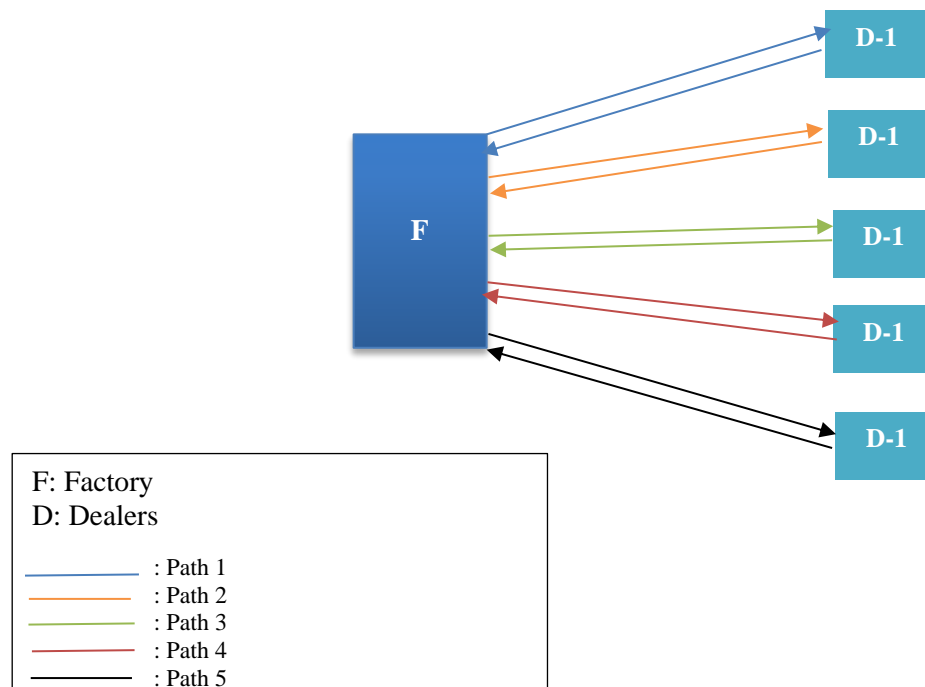 D-1
D-1
F
D-1
D-1
D-1
F: Factory
D: Dealers
: Path 1
: Path 2
: Path 3
: Path 4
: Path 5